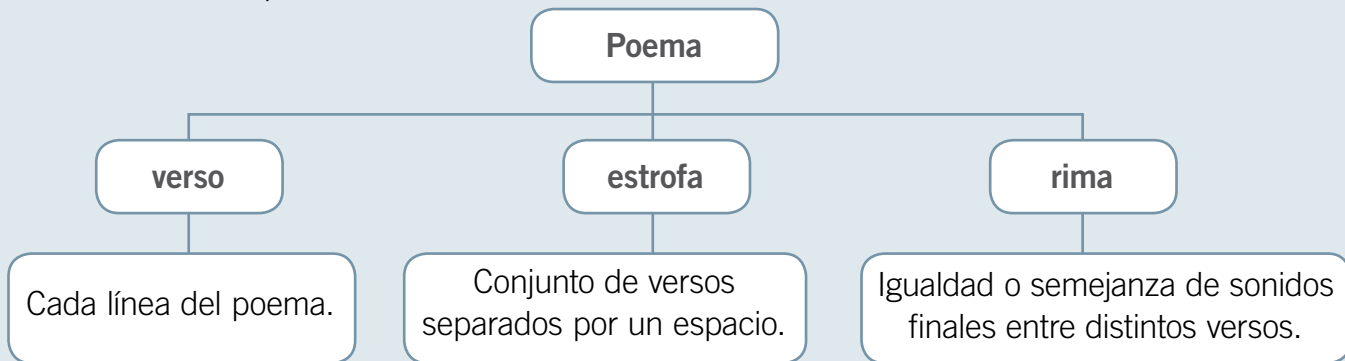 Poema
verso
estrofa
rima
Cada línea del poema.
Conjunto de versos
separados por un espacio.
Igualdad o semejanza de sonidos
finales entre distintos versos.